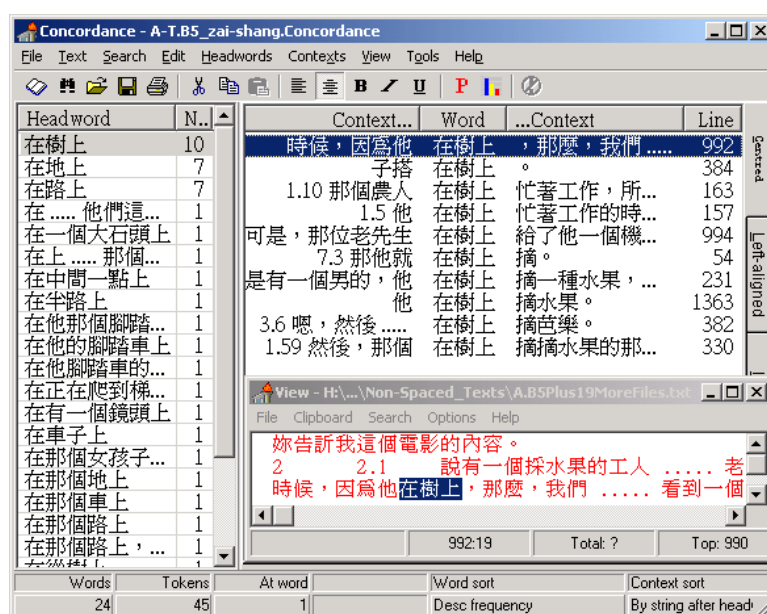 Concordance - A-T.B5_zai-shang.Concordance
File Text Search Edit Headwords Contexts View Tools Help
B U P
Headword N..
在樹上 10
在地上 7
在路上 7
在 ..... 他們這... 1
在一個大石頭上 1
在上 ..... 那個... 1
在中間一點上 1
在半路上 1
在他那個腳踏... 1
在他的腳踏車上 1
在他腳踏車的... 1
在正在爬到梯... 1
在有一個鏡頭上 1
在車子上 1
在那個女孩子... 1
在那個地上 1
在那個車上 1
在那個路上 1
在那個路上，... 1
Context... Word ...Context Line
時候，因爲他 在樹上 ，那麼，我們 ..... 992
子搭 在樹上 。 384
1.10 那個農人 在樹上 忙著工作，所... 163
1.5 他 在樹上 忙著工作的時... 157
可是，那位老先生 在樹上 給了他一個機... 994
7.3 那他就 在樹上 摘。 54
是有一個男的，他 在樹上 摘一種水果，... 231
他 在樹上 摘水果。 1363
3.6 嗯，然後 ..... 在樹上 摘芭樂。 382
1.59 然後，那個 在樹上 摘摘水果的那... 330
Centred
Left-aligned
View - H:\...\Non-Spaced_Texts\A.B5Plus19MoreFiles.txt
File Clipboard Search Options Help
妳告訴我這個電影的內容。
2 2.1 說有一個採水果的工人 ..... 老
時候，因爲他在樹上，那麼，我們 ..... 看到一個
992:19 Total: ? Top: 990
Words Tokens At word Word sort Context sort
24 45 1 Desc frequency By string after head